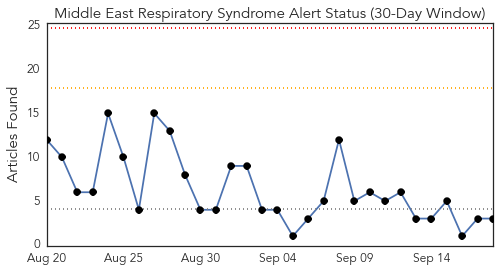 Middle East Respiratory Syndrome Alert Status (30-Day Window)
Articles Found
25
20
15
10
5
0
Aug 20 Aug 25 Aug 30 Sep 04 Sep 09 Sep 14